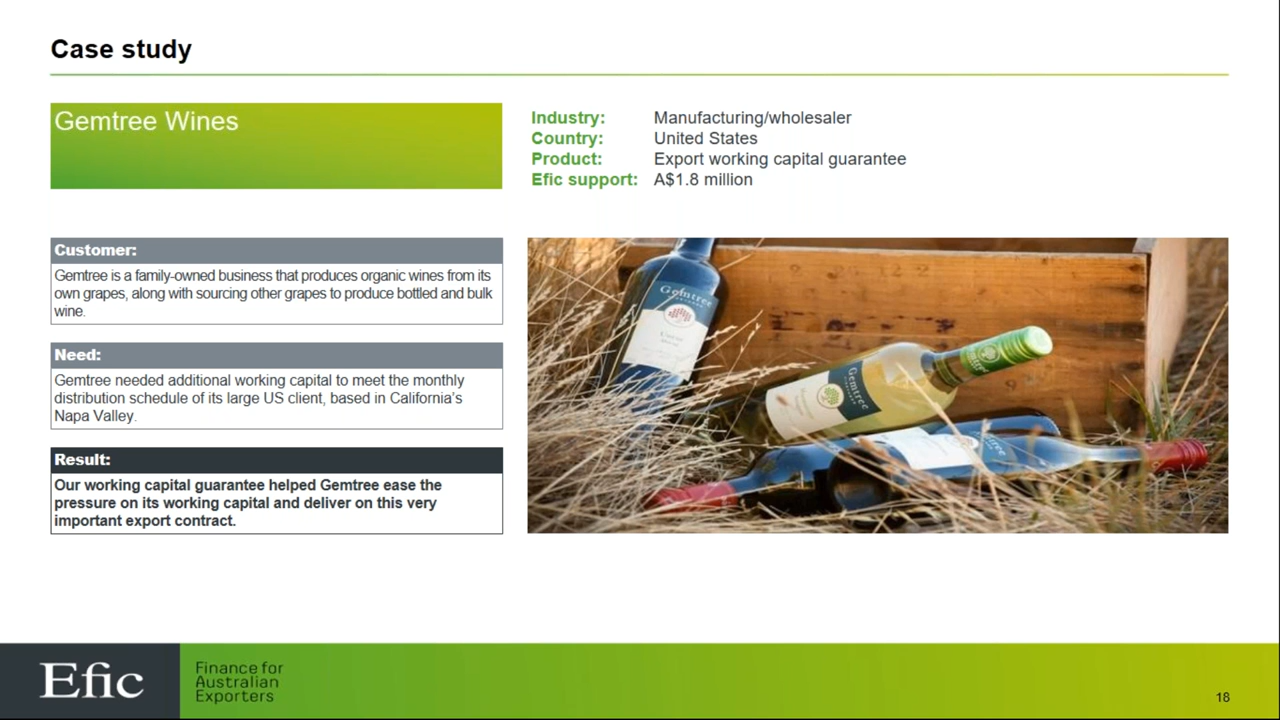 Case study
Gemtree Wines
Industry: Manufacturing/wholesaler
Country: United States
Product: Export working capital guarantee
Efic support: A$1.8 million
Customer:
Gemtree is a family-owned business that produces organic wines from its
own grapes, along with sourcing other grapes to produce bottled and bulk
wine.
Need:
Gemtree needed additional working capital to meet the monthly
distribution schedule of its large US client, based in California's
Napa Valley.
Result:
Our working capital guarantee helped Gemtree ease the
pressure on its working capital and deliver on this very
important export contract.
Gemtree
Gemtree
Gemtree
Efic
Finance for
Australian
Exporters
18